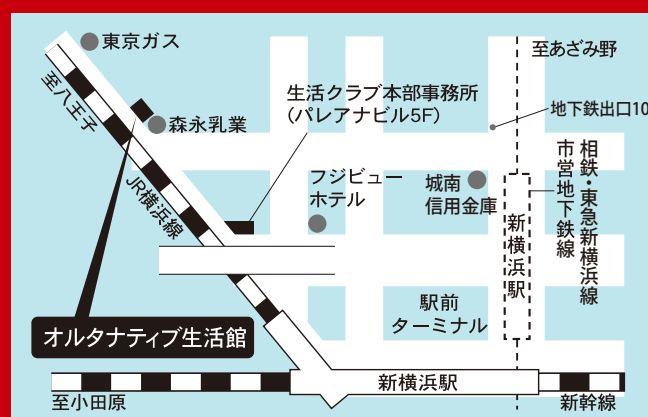 東京ガス
至あざみ野
至八王子
生活クラブ本部事務所
(パレアナビル5F)
地下鉄出口10
森永乳業
相鉄・東急新横浜線
市営地下鉄線
JR横浜線
フジビュー
ホテル
城南
信用金庫
新横浜駅
駅前
ターミナル
オルタナティブ生活館
新横浜駅
至小田原
新幹線